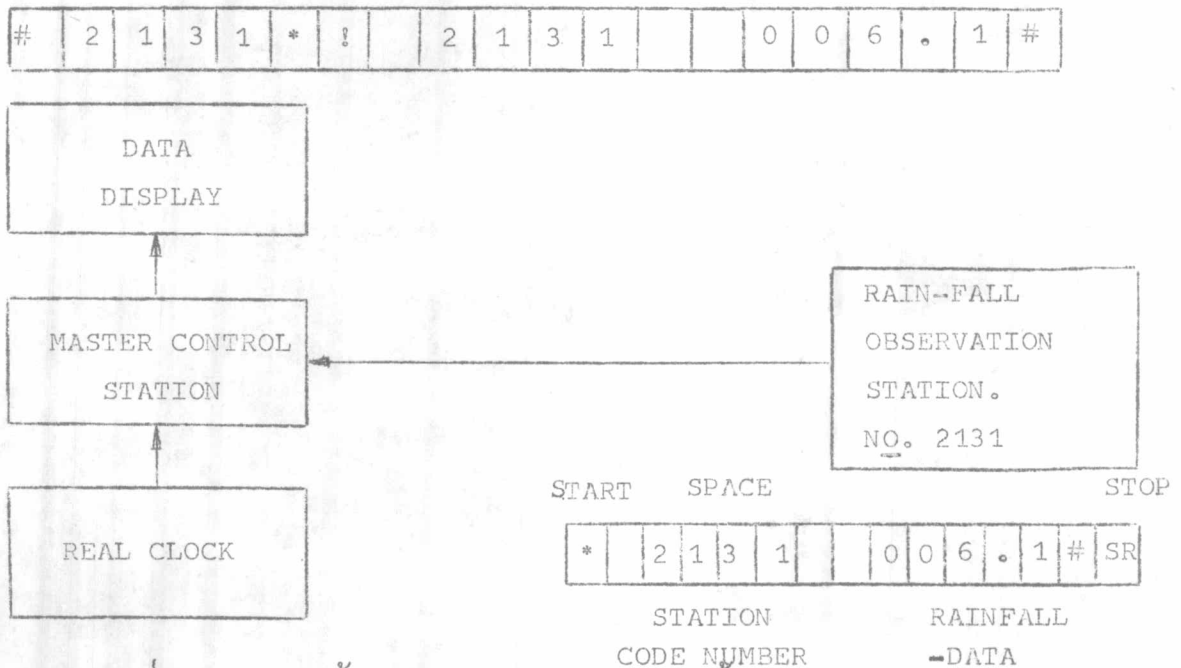 # 2 1 3 1 * ! 2 1 3 1 0 0 6 . 1 #
DATA
DISPLAY
MASTER CONTROL
STATION
REAL CLOCK
RAIN-FALL
OBSERVATION
STATION.
NO. 2131
START SPACE STOP
* 2 1 3 1 0 0 6 . 1 # SR
STATION RAINFALL
CODE NUMBER -DATA